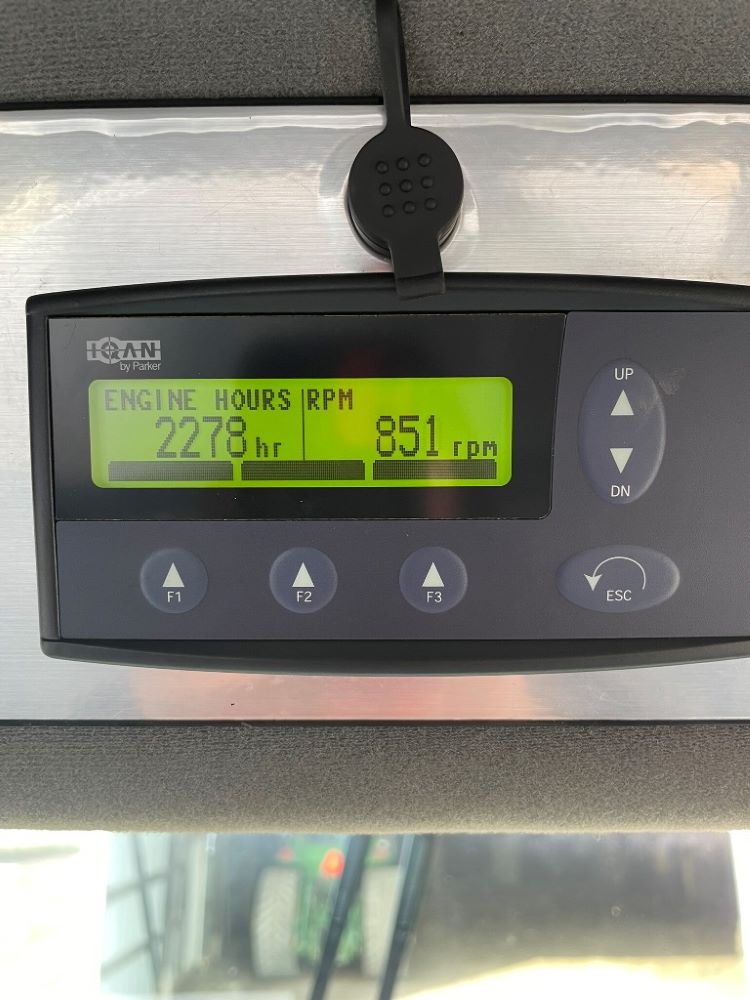 IQAN
by Parker
ENGINE HOURS RPM
2278 hr 851 rpm
UP
DN
F1 F2 F3 ESC